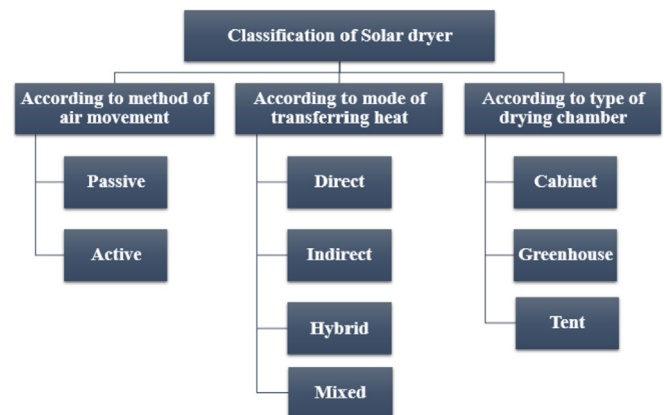 Classification of Solar dryer
According to method of
air movement
Passive
Active
According to mode of
transferring heat
Direct
Indirect
Hybrid
Mixed
According to type of
drying chamber
Cabinet
Greenhouse
Tent